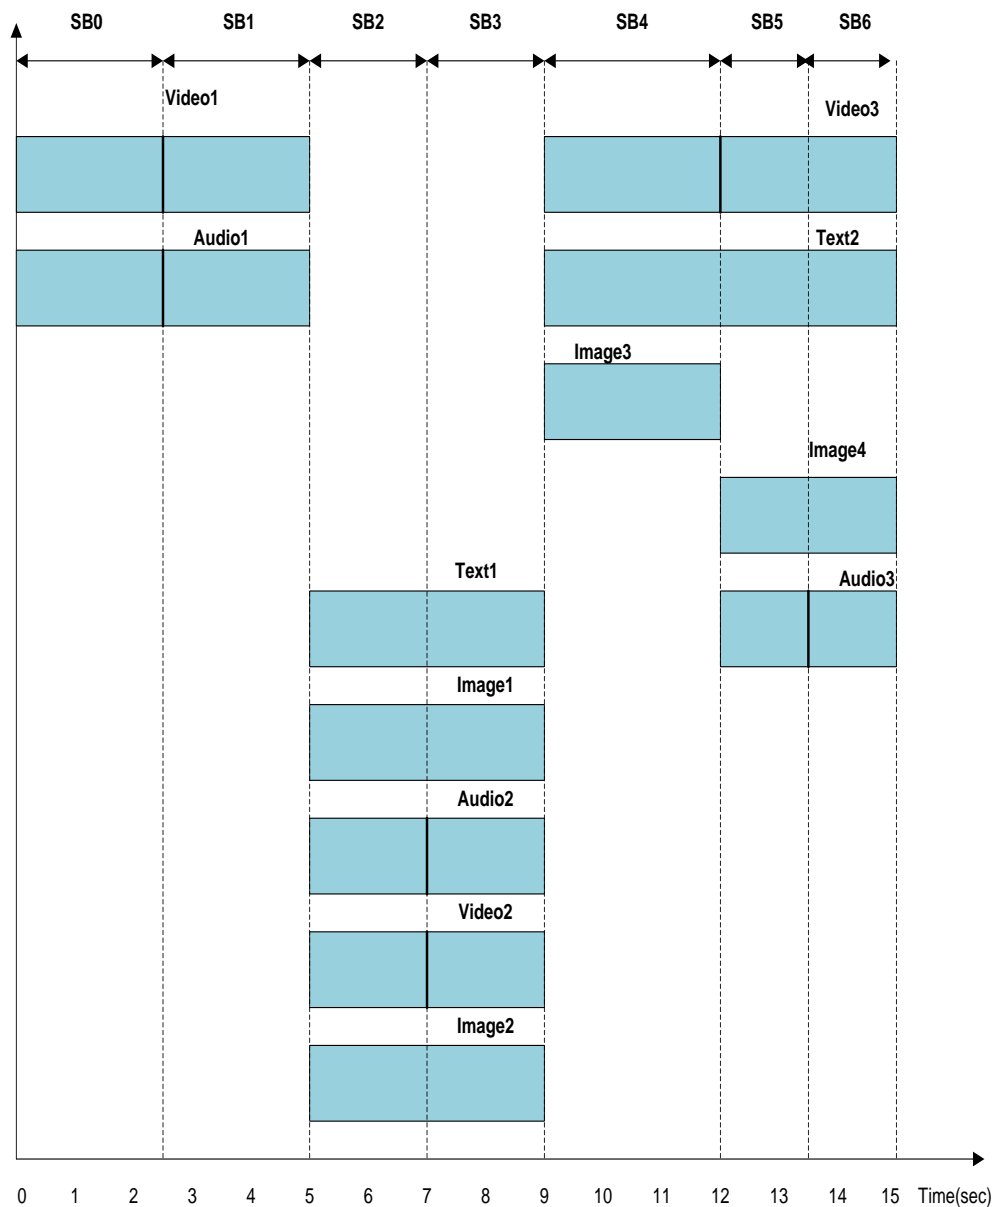 SB0 SB1 SB2 SB3 SB4 SB5 SB6
Video1
Video3
Audio1
Text2
Image3
Image4
Text1
Audio3
Image1
Audio2
Video2
Image2
0 1 2 3 4 5 6 7 8 9 10 11 12 13 14 15 Time(sec)